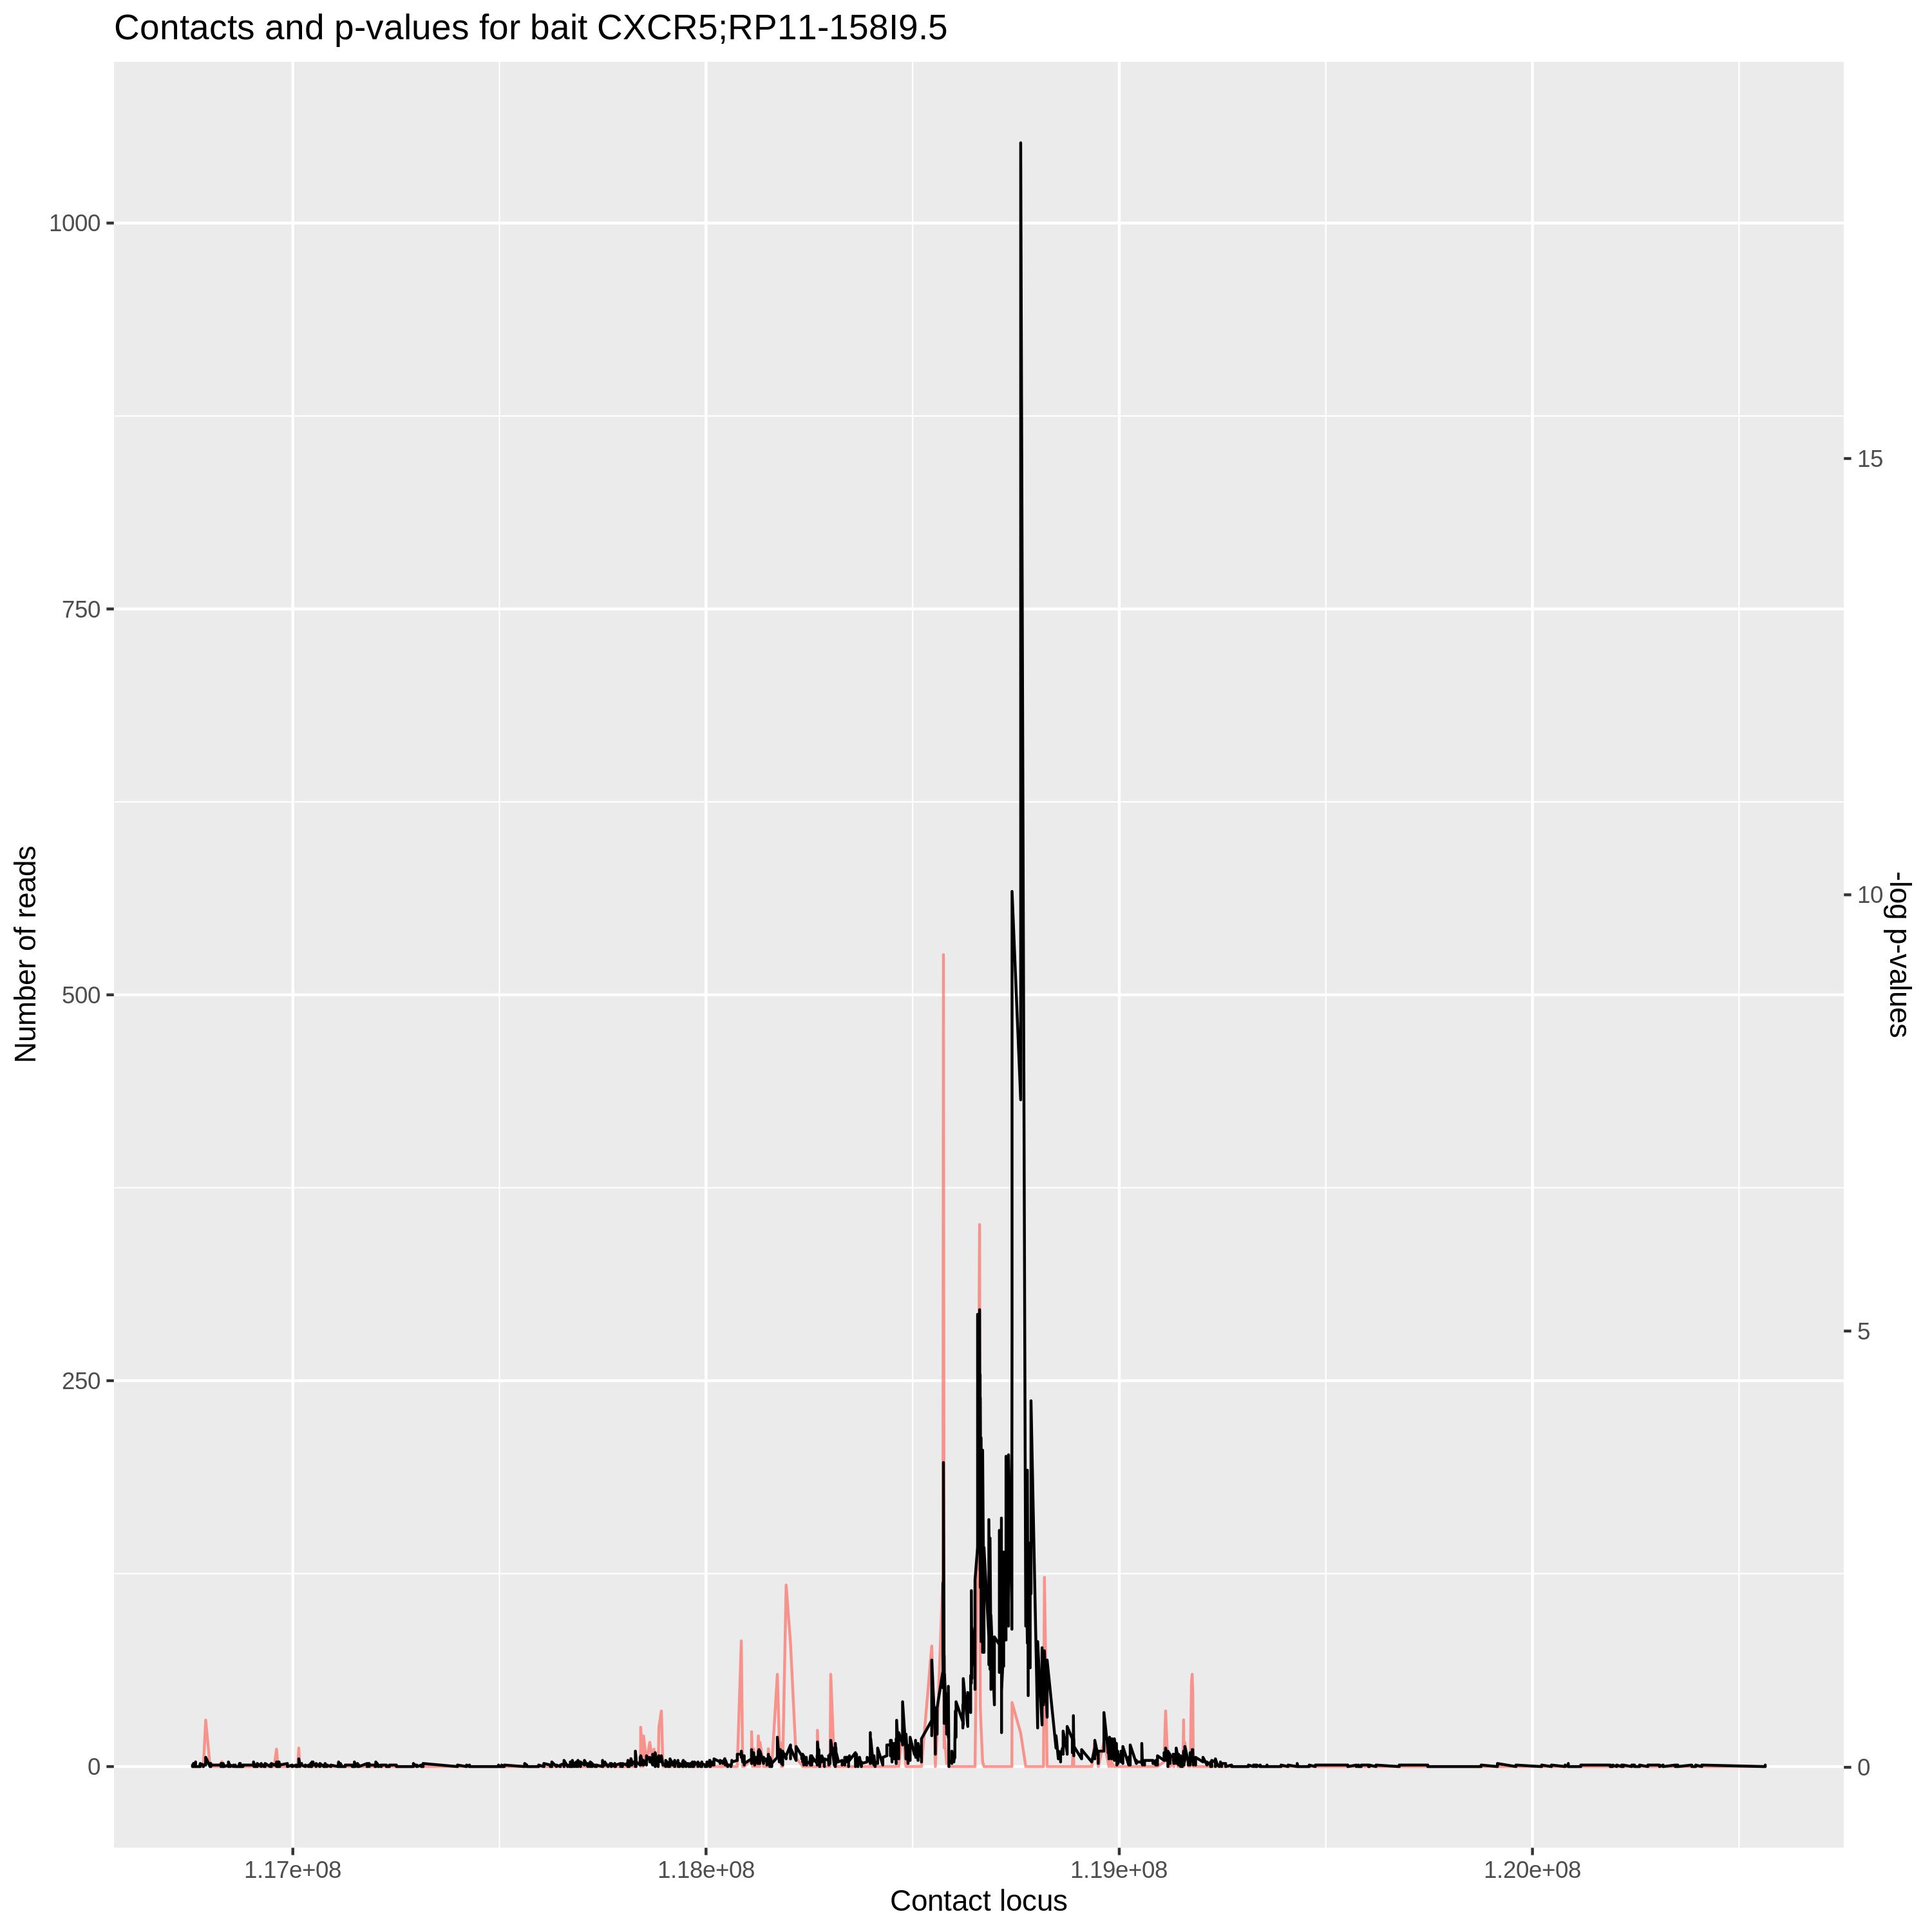 Contacts and p-values for bait CXCR5;RP11-158I9.5
1000
750
500
250
0
Number of reads
15
10
5
0
-log p-values
1.17e+08
1.18e+08
1.19e+08
1.20e+08
Contact locus